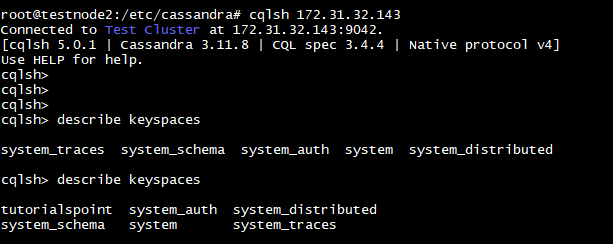 root@testnode2:/etc/cassandra# cqlsh 172.31.32.143
Connected to Test Cluster at 172.31.32.143:9042.
[cqlsh 5.0.1 | Cassandra 3.11.8 | CQL spec 3.4.4 | Native protocol v4]
Use HELP for help.
cqlsh>
cqlsh>
cqlsh>
cqlsh> describe keyspaces
system_traces  system_schema  system_auth  system  system_distributed
cqlsh> describe keyspaces
tutorialspoint  system_auth  system_distributed
system_schema   system       system_traces